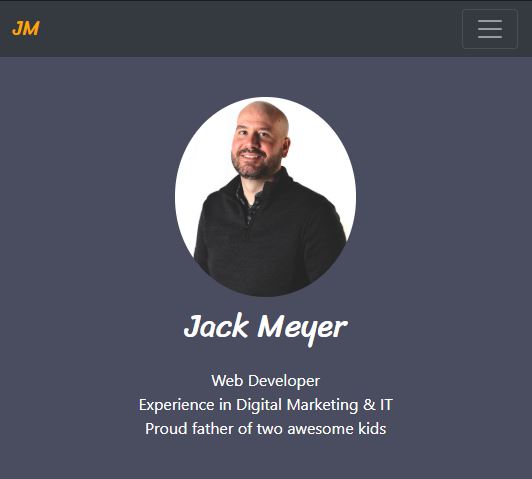 JM
Jack Meyer
Web Developer
Experience in Digital Marketing & IT
Proud father of two awesome kids